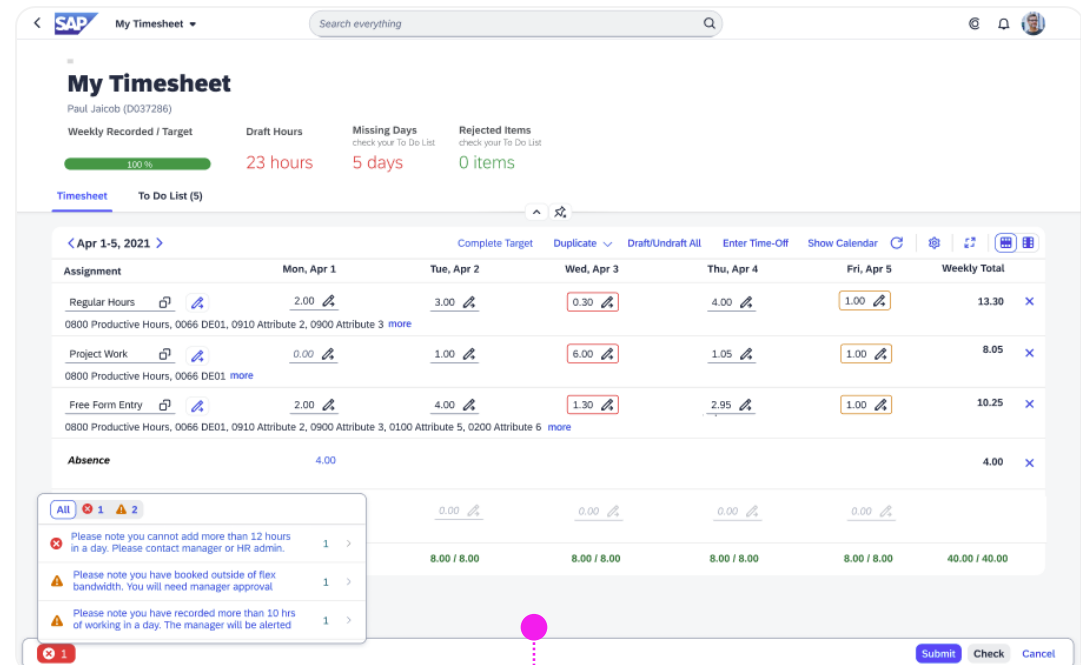 SAP My Timesheet Search everything
My Timesheet
Paul Jaicob (D037286)
Weekly Recorded / Target Draft Hours Missing Days Rejected Items
check your To Do List check your To Do List
100 % 23 hours 5 days 0 items
Timesheet To Do List (5)
Apr 1-5, 2021 Complete Target Duplicate Draft/Undraft All Enter Time-Off Show Calendar
Assignment Mon, Apr 1 Tue, Apr 2 Wed, Apr 3 Thu, Apr 4 Fri, Apr 5 Weekly Total
Regular Hours 2.00 3.00 0.30 4.00 1.00 13.30
0800 Productive Hours, 0066 DE01, 0910 Attribute 2, 0900 Attribute 3 more
Project Work 0.00 1.00 6.00 1.05 1.00 8.05
0800 Productive Hours, 0066 DE01 more
Free Form Entry 2.00 4.00 1.30 2.95 1.00 10.25
0800 Productive Hours, 0066 DE01, 0910 Attribute 2, 0900 Attribute 3, 0100 Attribute 5, 0200 Attribute 6 more
Absence 4.00 4.00
0.00 0.00 0.00 0.00
8.00 / 8.00 8.00 / 8.00 8.00 / 8.00 8.00 / 8.00 40.00 / 40.00
All 1 2
Please note you cannot add more than 12 hours
in a day. Please contact manager or HR admin. 1
Please note you have booked outside of flex
bandwidth. You will need manager approval 1
Please note you have recorded more than 10 hrs
of working in a day. The manager will be alerted 1
1 Submit Check Cancel